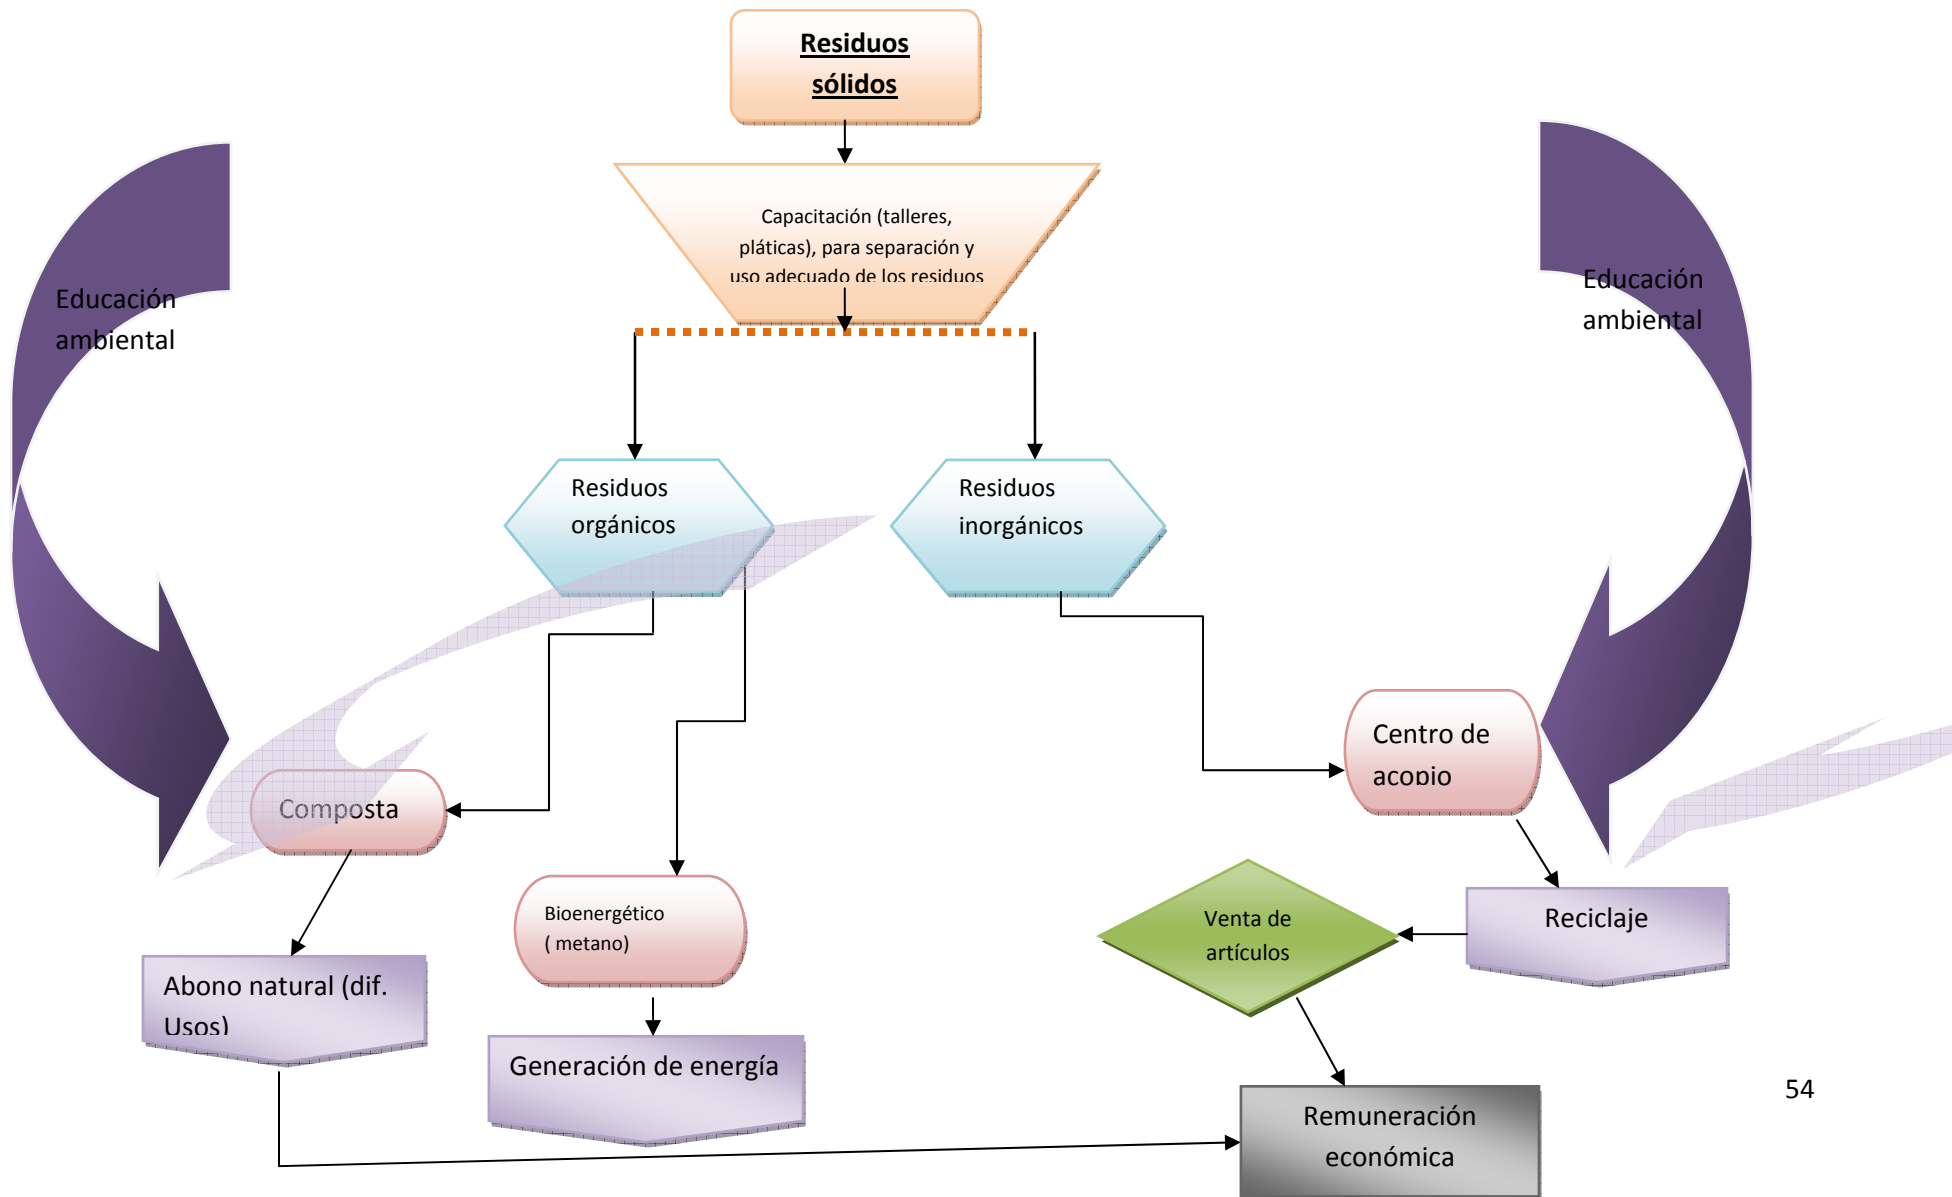 Residuos
sólidos
Capacitación (talleres,
pláticas), para separación y
uso adecuado de los residuos
Educación
ambiental
Educación
ambiental
Residuos
orgánicos
Residuos
inorgánicos
Centro de
acopio
Composta
Bioenergético
( metano)
Venta de
artículos
Reciclaje
Abono natural (dif.
Usos)
Generación de energía
54
Remuneración
económica